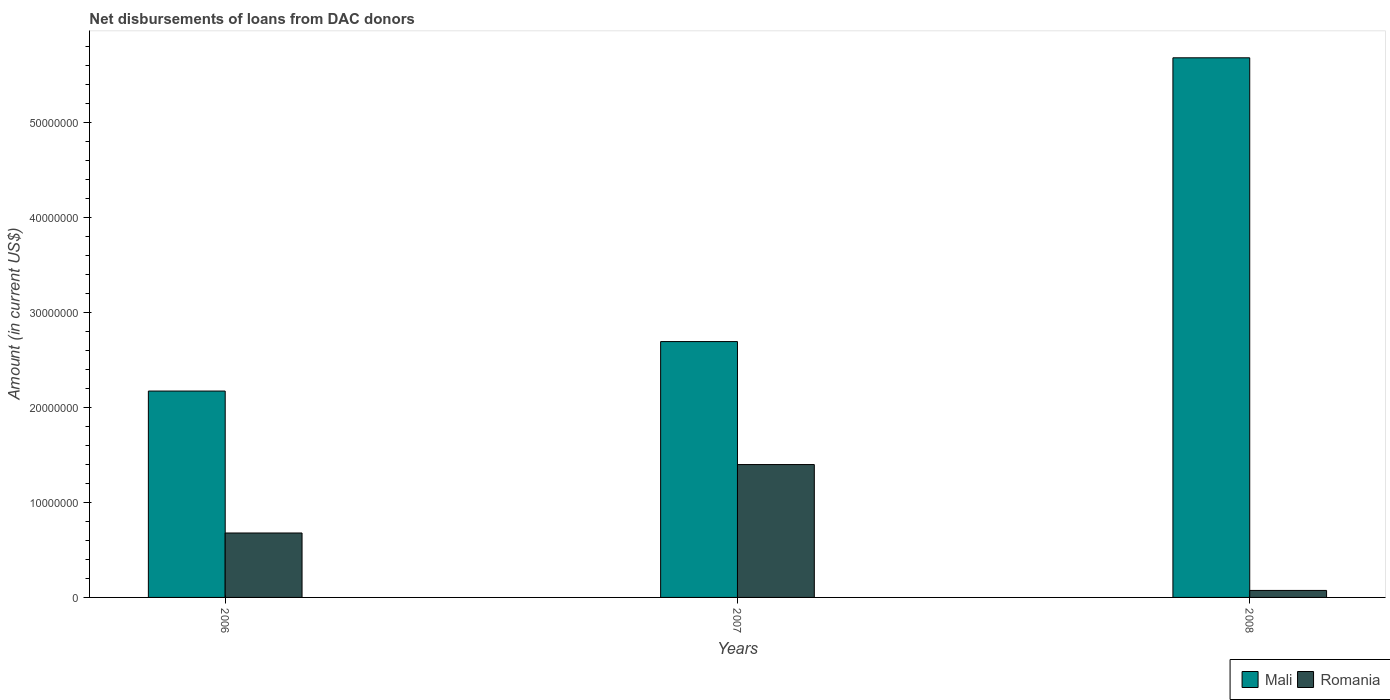 Net disbursements of loans from DAC donors
Amount (in current US$)
50000000
40000000
30000000
20000000
10000000
0
2006
2007
2008
Years
Mali
Romania